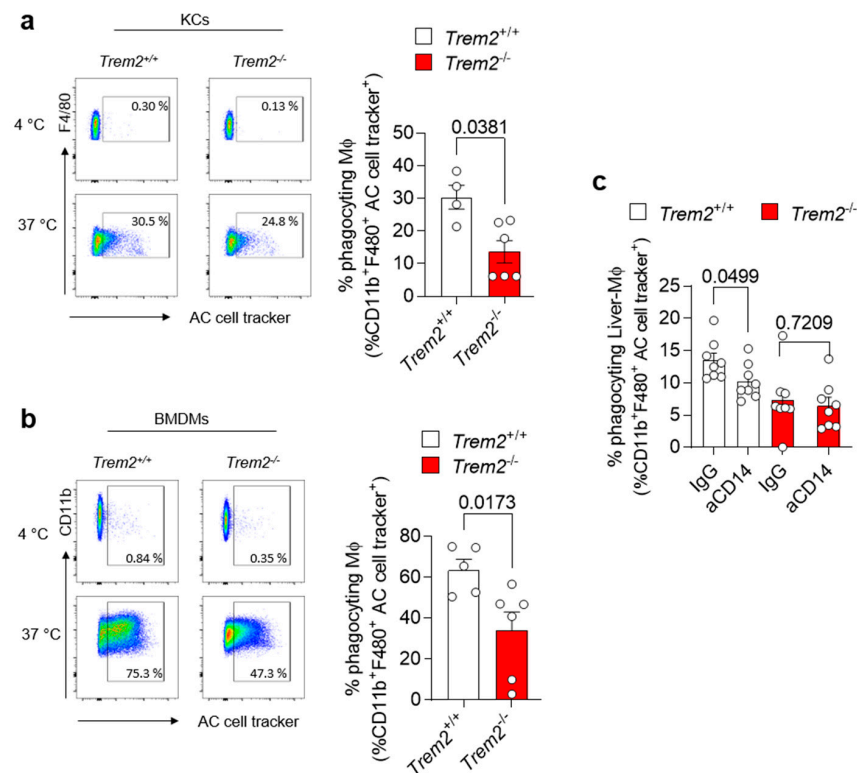 a
KCs
Trem2+/+
Trem2-/-
4 °C
F4/80
0.30 %
0.13 %
37 °C
30.5 %
24.8 %
AC cell tracker
Trem2+/+
Trem2-/-
% phagocyting Mϕ
(%CD11b+F480+ AC cell tracker+)
50
40
30
20
10
0
0.0381
Trem2+/+
Trem2-/-
b
BMDMs
Trem2+/+
Trem2-/-
4 °C
CD11b
0.84 %
0.35 %
37 °C
75.3 %
47.3 %
AC cell tracker
Trem2+/+
Trem2-/-
% phagocyting Mϕ
(%CD11b+F480+ AC cell tracker+)
80
60
40
20
0
0.0173
Trem2+/+
Trem2-/-
c
Trem2+/+ Trem2-/-
% phagocyting Liver-Mϕ
(%CD11b+F480+ AC cell tracker+)
25
20
15
10
5
0
0.0499
0.7209
IgG
aCD14
IgG
aCD14